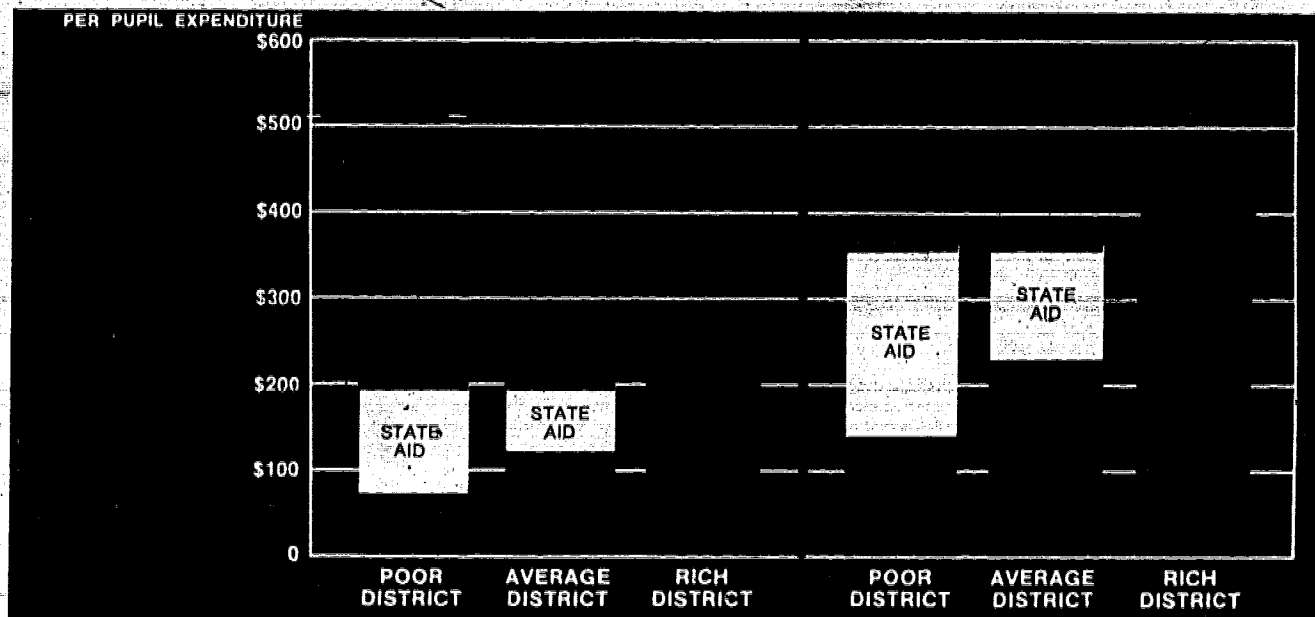 PER PUPIL EXPENDITURE
$600
$500
$400
$300
$200
$100
0
STATE
AID
STATE
AID
STATE
AID
STATE
AID
POOR
DISTRICT
AVERAGE
DISTRICT
RICH
DISTRICT
POOR
DISTRICT
AVERAGE
DISTRICT
RICH
DISTRICT